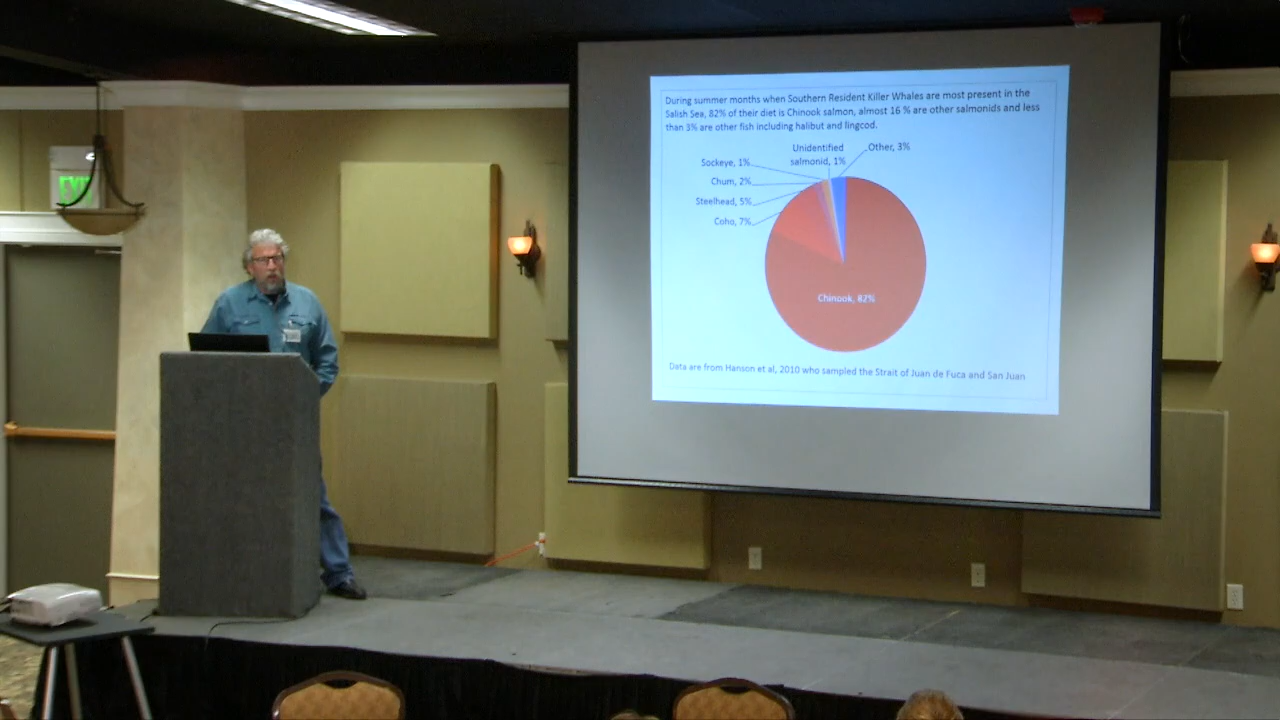 EXIT
During summer months when Southern Resident Killer Whales are most present in the
Salish Sea, 82% of their diet is Chinook salmon, almost 16 % are other salmonids and less
than 3% are other fish including halibut and lingcod.
Unidentified
salmonid, 1%
Other, 3%
Sockeye, 1%
Chum, 2%
Steelhead, 5%
Coho, 7%
Chinook, 82%
Data are from Hanson et al, 2010 who sampled the Strait of Juan de Fuca and San Juan